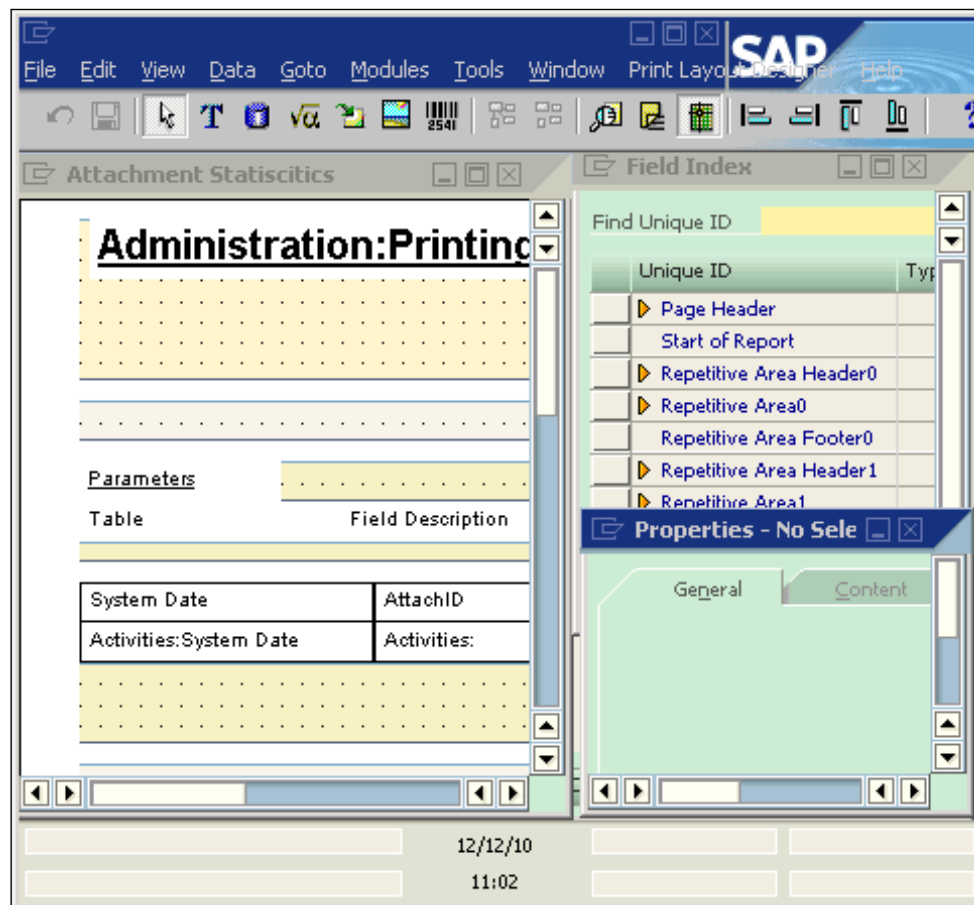 SAP
File Edit View Data Goto Modules Tools Window Print Layout Designer Help
T √α 2541 ?
Attachment Statiscitics
Administration:Printing
Parameters
Table Field Description
System Date AttachID
Activities:System Date Activities:
Field Index
Find Unique ID
Unique ID Typ
Page Header
Start of Report
Repetitive Area Header0
Repetitive Area0
Repetitive Area Footer0
Repetitive Area Header1
Repetitive Area1
Properties - No Sele
General Content
12/12/10
11:02